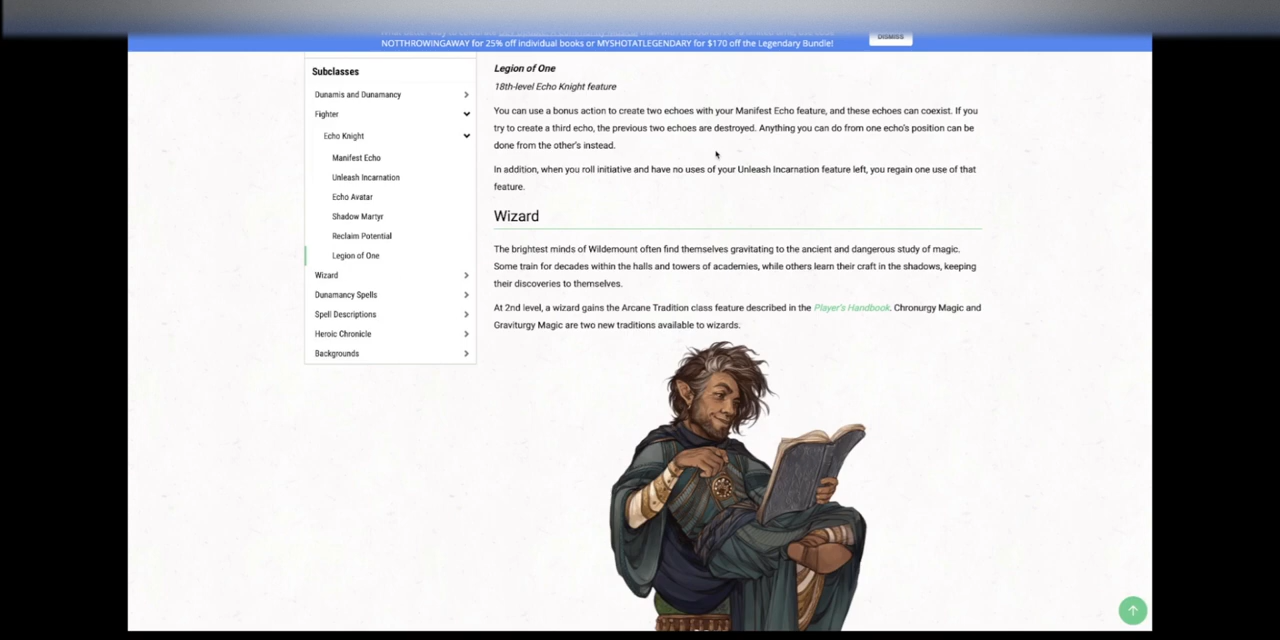 NOTTHROWINGAWAY for 25% off individual books or MYSHOTATLEGENDARY for $170 off the Legendary Bundle!
DISMISS
Subclasses
Dunamis and Dunamancy
Fighter
Echo Knight
Manifest Echo
Unleash Incarnation
Echo Avatar
Shadow Martyr
Reclaim Potential
Legion of One
Wizard
Dunamancy Spells
Spell Descriptions
Heroic Chronicle
Backgrounds
Legion of One
18th-level Echo Knight feature
You can use a bonus action to create two echoes with your Manifest Echo feature, and these echoes can coexist. If you
try to create a third echo, the previous two echoes are destroyed. Anything you can do from one echo's position can be
done from the other's instead.
In addition, when you roll initiative and have no uses of your Unleash Incarnation feature left, you regain one use of that
feature.
Wizard
The brightest minds of Wildemount often find themselves gravitating to the ancient and dangerous study of magic.
Some train for decades within the halls and towers of academies, while others learn their craft in the shadows, keeping
their discoveries to themselves.
At 2nd level, a wizard gains the Arcane Tradition class feature described in the Player's Handbook. Chronurgy Magic and
Graviturgy Magic are two new traditions available to wizards.